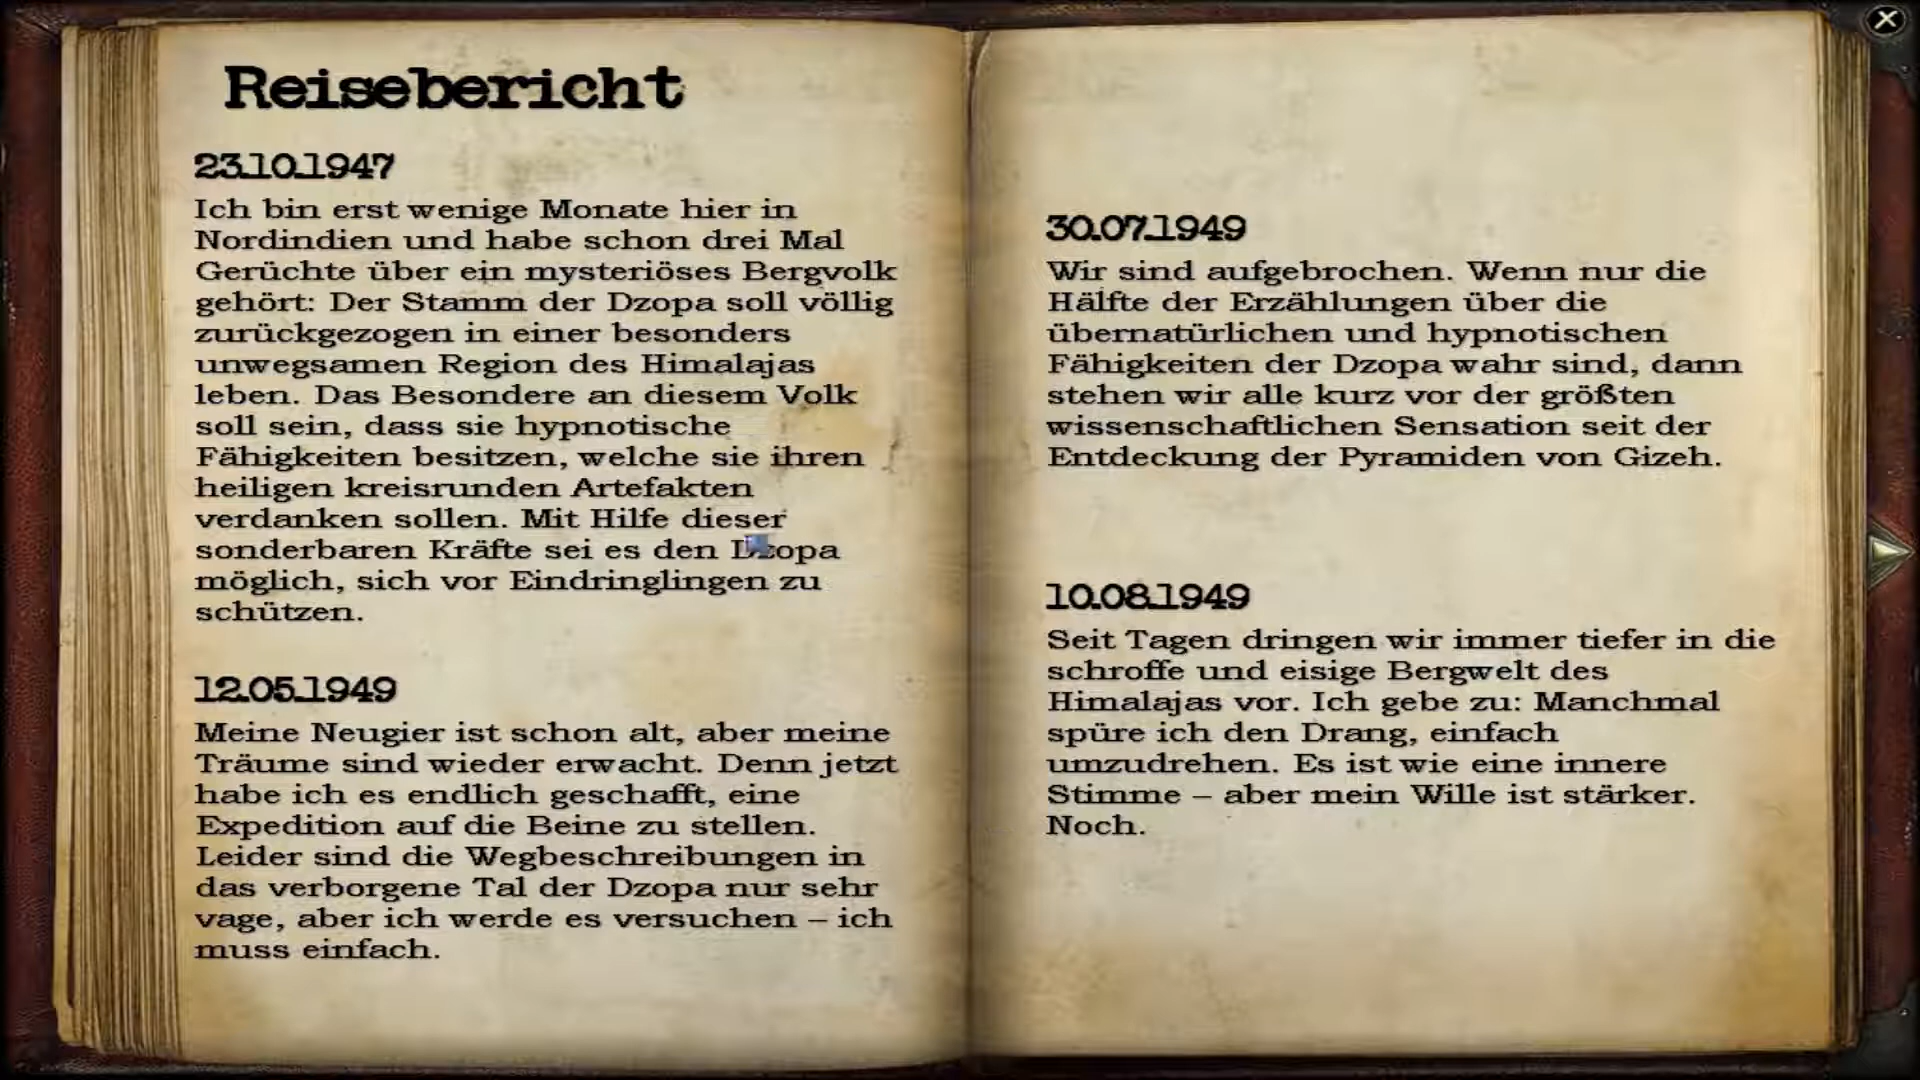 Reisebericht
23.10.1947
Ich bin erst wenige Monate hier in
Nordindien und habe schon drei Mal
Gerüchte über ein mysteriöses Bergvolk
gehört: Der Stamm der Dzopa soll völlig
zurückgezogen in einer besonders
unwegsamen Region des Himalajas
leben. Das Besondere an diesem Volk
soll sein, dass sie hypnotische
Fähigkeiten besitzen, welche sie ihren
heiligen kreisrunden Artefakten
verdanken sollen. Mit Hilfe dieser
sonderbaren Kräfte sei es den Dzopa
möglich, sich vor Eindringlingen zu
schützen.
12.05.1949
Meine Neugier ist schon alt, aber meine
Träume sind wieder erwacht. Denn jetzt
habe ich es endlich geschafft, eine
Expedition auf die Beine zu stellen.
Leider sind die Wegbeschreibungen in
das verborgene Tal der Dzopa nur sehr
vage, aber ich werde es versuchen – ich
muss einfach.
30.07.1949
Wir sind aufgebrochen. Wenn nur die
Hälfte der Erzählungen über die
übernatürlichen und hypnotischen
Fähigkeiten der Dzopa wahr sind, dann
stehen wir alle kurz vor der größten
wissenschaftlichen Sensation seit der
Entdeckung der Pyramiden von Gizeh.
10.08.1949
Seit Tagen dringen wir immer tiefer in die
schroffe und eisige Bergwelt des
Himalajas vor. Ich gebe zu: Manchmal
spüre ich den Drang, einfach
umzudrehen. Es ist wie eine innere
Stimme – aber mein Wille ist stärker.
Noch.